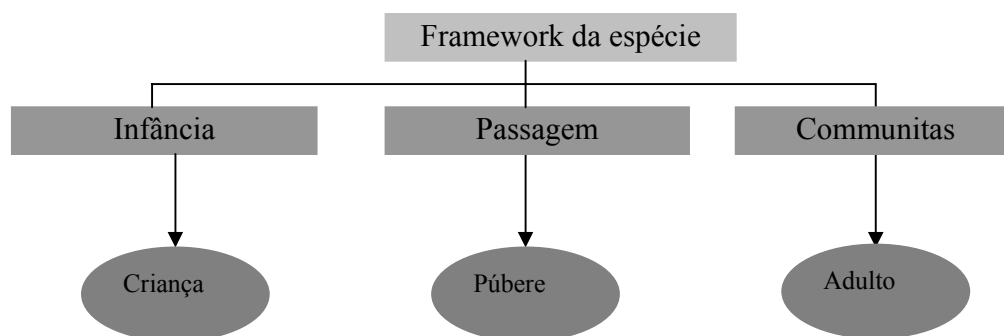 Framework da espécie
Infância
Passagem
Communitas
Criança
Púbere
Adulto